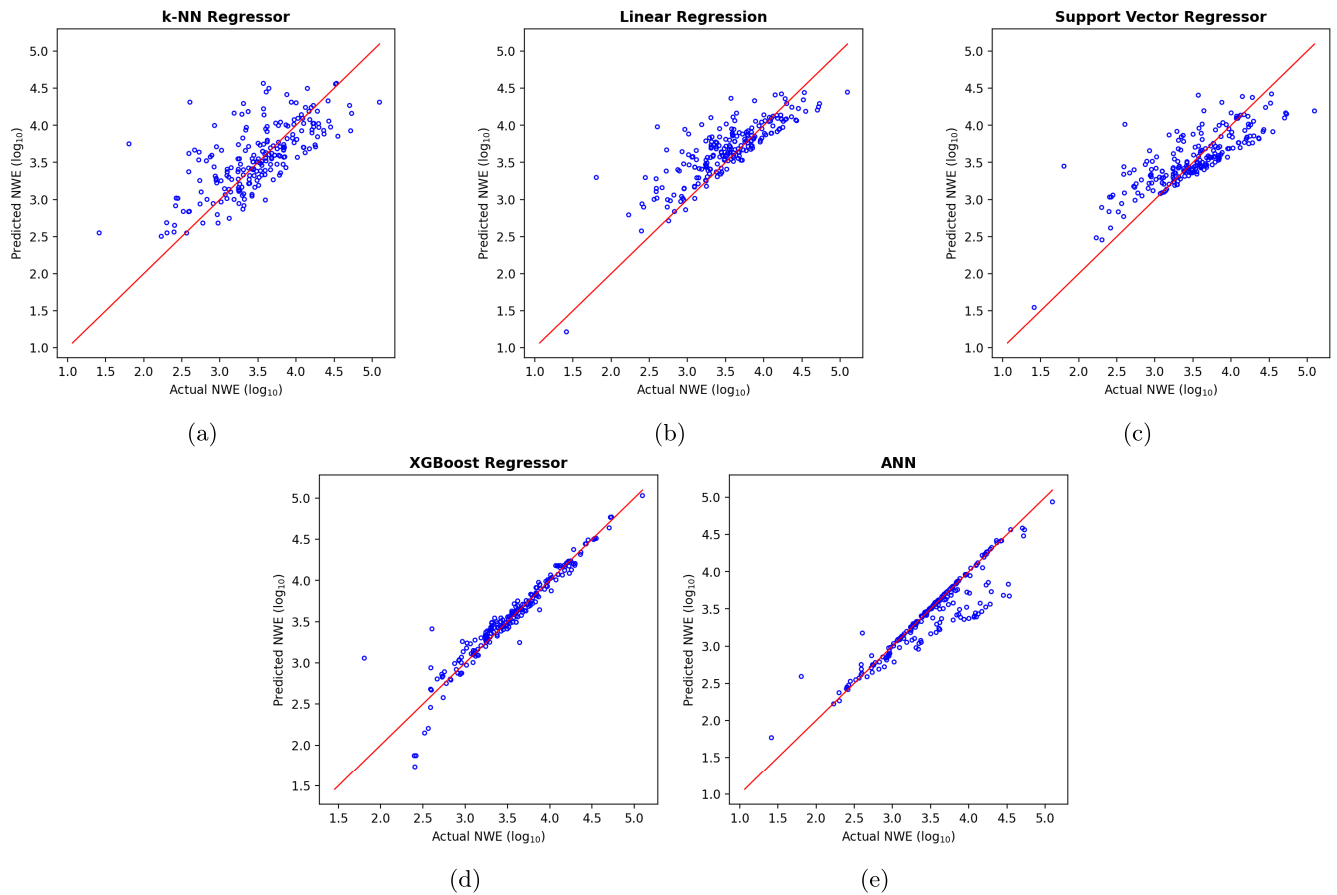 k-NN Regressor
Predicted NWE (log10)
5.0
4.5
4.0
3.5
3.0
2.5
2.0
1.5
1.0
1.0 1.5 2.0 2.5 3.0 3.5 4.0 4.5 5.0
Actual NWE (log10)
(a)
Linear Regression
Predicted NWE (log10)
5.0
4.5
4.0
3.5
3.0
2.5
2.0
1.5
1.0
1.0 1.5 2.0 2.5 3.0 3.5 4.0 4.5 5.0
Actual NWE (log10)
(b)
Support Vector Regressor
Predicted NWE (log10)
5.0
4.5
4.0
3.5
3.0
2.5
2.0
1.5
1.0
1.0 1.5 2.0 2.5 3.0 3.5 4.0 4.5 5.0
Actual NWE (log10)
(c)
XGBoost Regressor
Predicted NWE (log10)
5.0
4.5
4.0
3.5
3.0
2.5
2.0
1.5
1.5 2.0 2.5 3.0 3.5 4.0 4.5 5.0
Actual NWE (log10)
(d)
ANN
Predicted NWE (log10)
5.0
4.5
4.0
3.5
3.0
2.5
2.0
1.5
1.0
1.0 1.5 2.0 2.5 3.0 3.5 4.0 4.5 5.0
Actual NWE (log10)
(e)